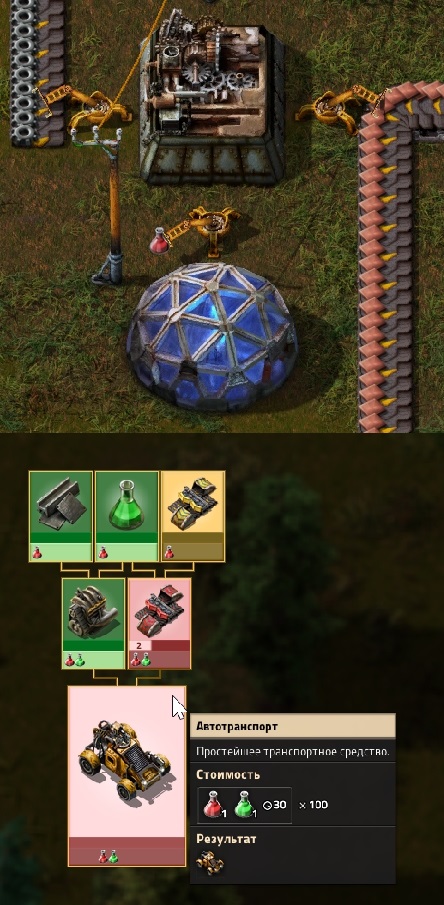 2
Автотранспорт
Простейшее транспортное средство.
Стоимость
1 1 30 × 100
Результат